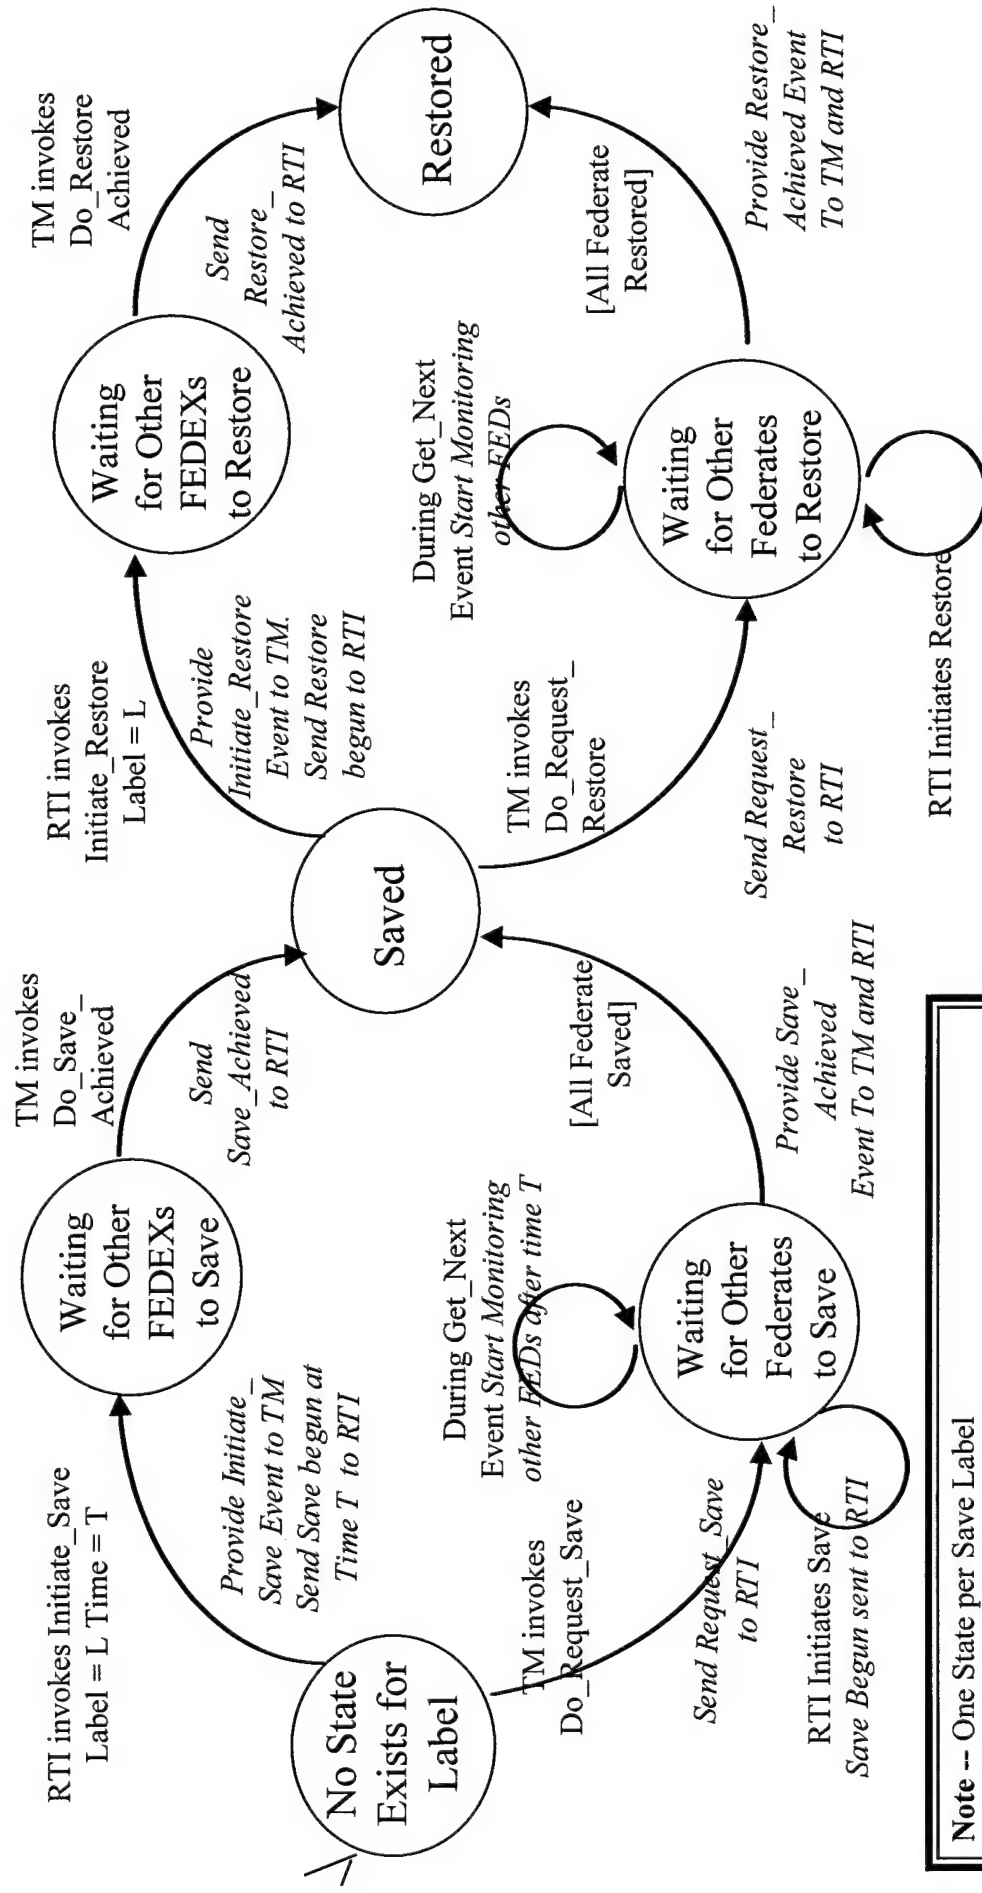 RTI invokes Initiate_Save
Label = L Time = T
Provide Initiate_
Save Event to TM
Send Save begun at
Time T to RTI
No State
Exists for
Label
TM invokes
Do_Request_Save
Send Request_Save
to RTI
RTI Initiates Save
Save Begun sent to RTI
Waiting
for Other
FEDEXs
to Save
During Get_Next
Event Start Monitoring
other FEDs after time T
Waiting
for Other
Federates
to Save
TM invokes
Do_Save_
Achieved
Send
Save_Achieved
to RTI
[All Federate
Saved]
Provide Save_
Achieved
Event To TM and RTI
Saved
RTI invokes
Initiate_Restore
Label = L
Provide
Initiate_Restore
Event to TM.
Send Restore
begun to RTI
TM invokes
Do_Request_
Restore
Send Request_
Restore
to RTI
Waiting
for Other
FEDEXs
to Restore
During Get_Next
Event Start Monitoring
other FEDs
Waiting
for Other
Federates
to Restore
RTI Initiates Restore
TM invokes
Do_Restore
Achieved
Send
Restore_
Achieved to RTI
[All Federate
Restored]
Provide Restore_
Achieved Event
To TM and RTI
Restored
Note -- One State per Save Label